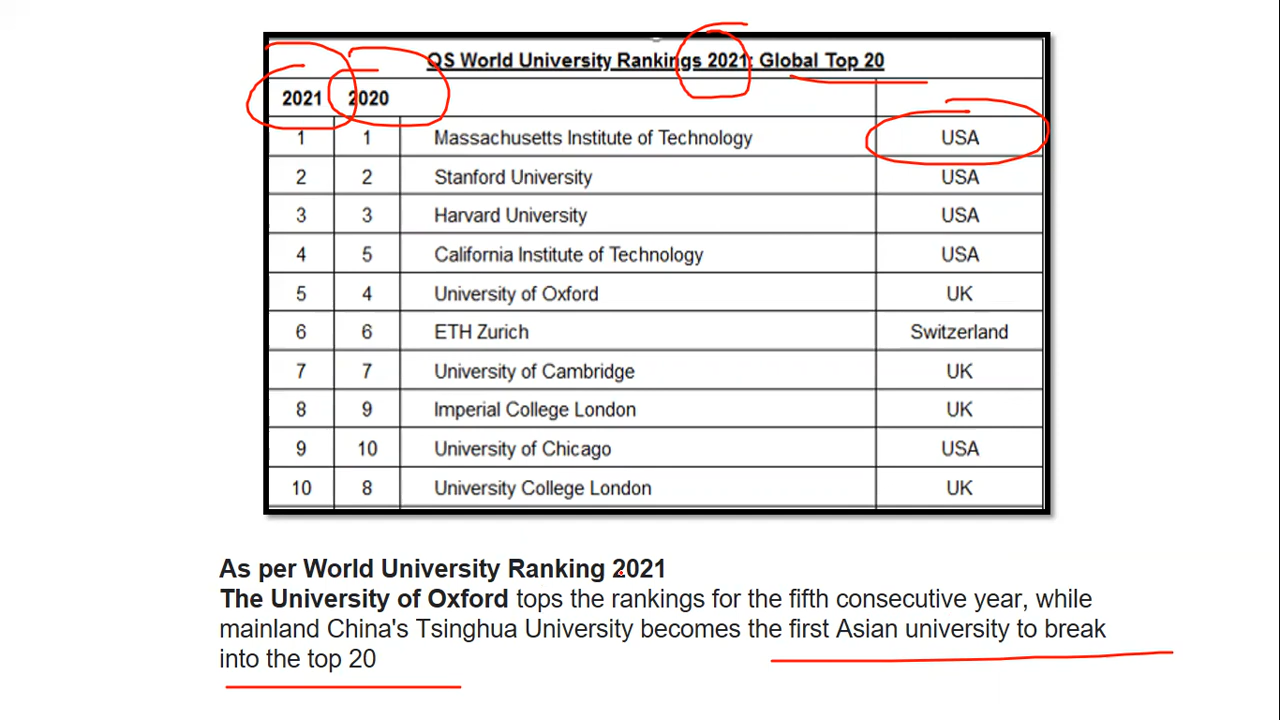 QS World University Rankings 2021: Global Top 20
2021 2020
1 1 Massachusetts Institute of Technology USA
2 2 Stanford University USA
3 3 Harvard University USA
4 5 California Institute of Technology USA
5 4 University of Oxford UK
6 6 ETH Zurich Switzerland
7 7 University of Cambridge UK
8 9 Imperial College London UK
9 10 University of Chicago USA
10 8 University College London UK
As per World University Ranking 2021
The University of Oxford tops the rankings for the fifth consecutive year, while
mainland China's Tsinghua University becomes the first Asian university to break
into the top 20